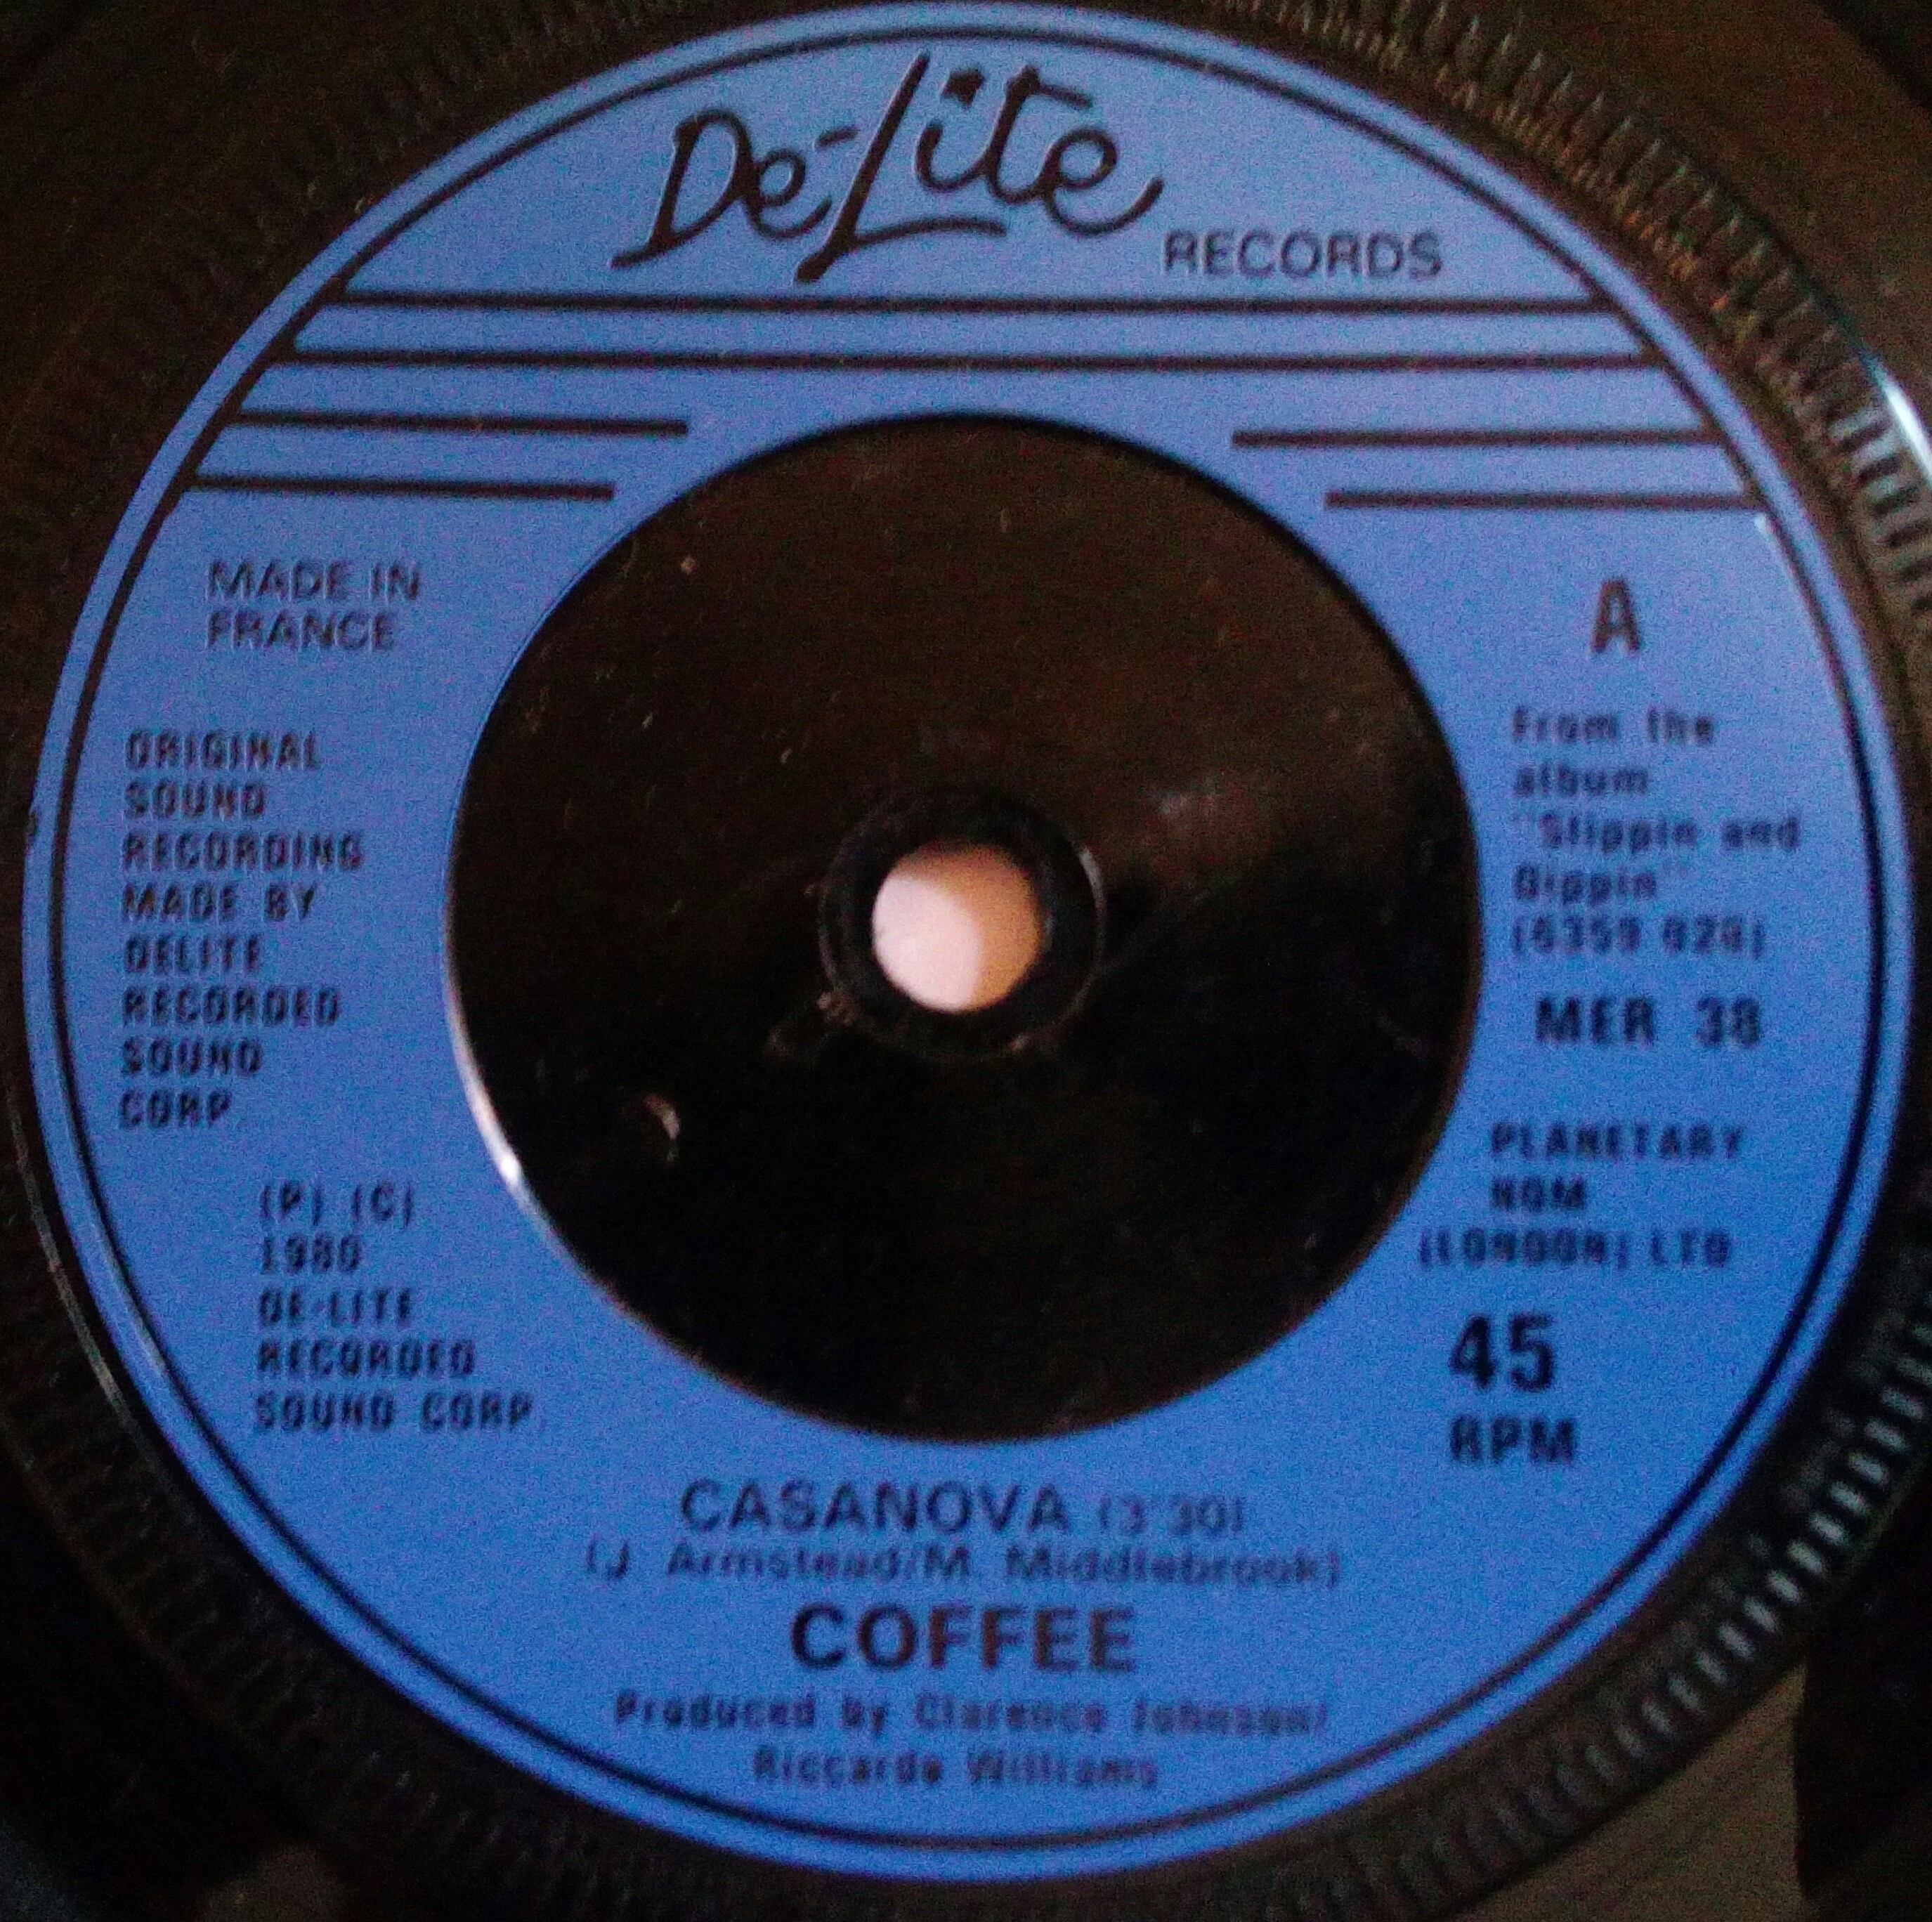 De-Lite RECORDS
MADE IN
FRANCE
ORIGINAL
SOUND
RECORDING
MADE BY
DELITE
RECORDED
SOUND
CORP.
(P) (C)
1980
DE-LITE
RECORDED
SOUND CORP.
A
From the
album
"Slippin and
Dippin"
(6359 026)
MER 38
PLANETARY
NOM
(LONDON) LTD
45
RPM
CASANOVA (3'30)
(J. Armstead/M. Middlebrook)
COFFEE
Produced by Clarence Johnson/
Riccardo Williams